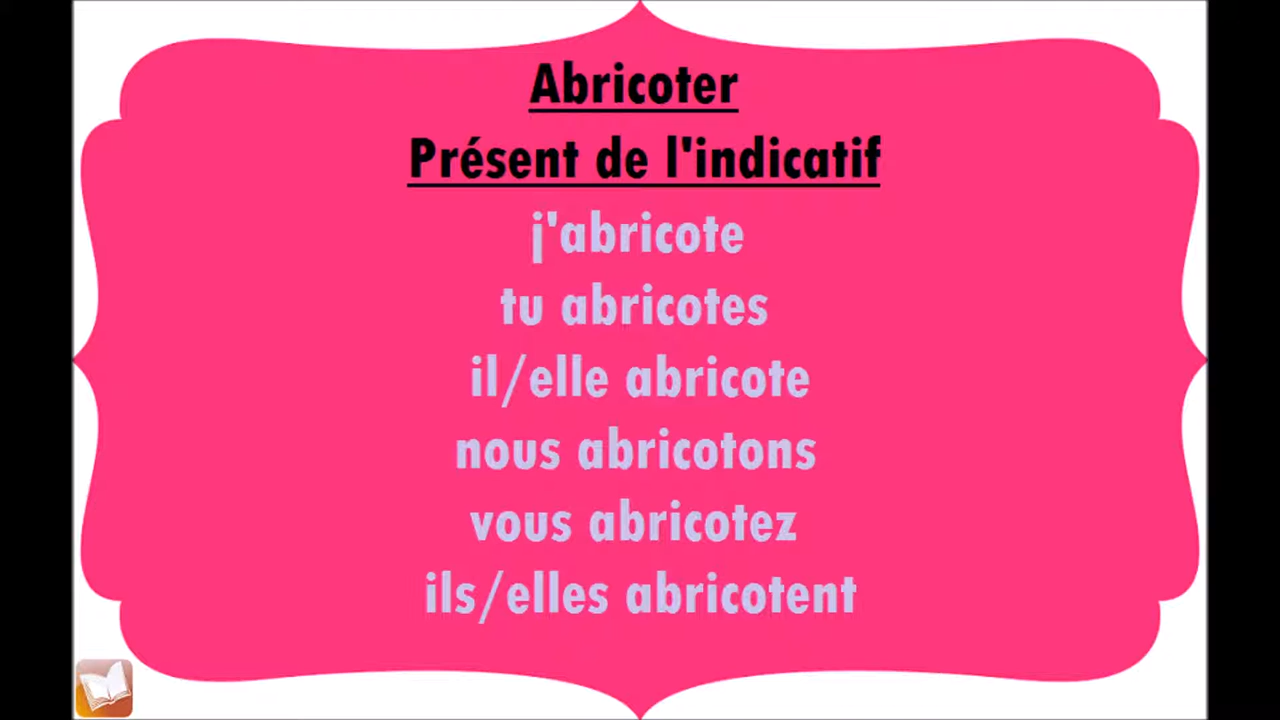 Abricoter
Présent de l'indicatif
j'abricote
tu abricotes
il/elle abricote
nous abricotons
vous abricotez
ils/elles abricotent